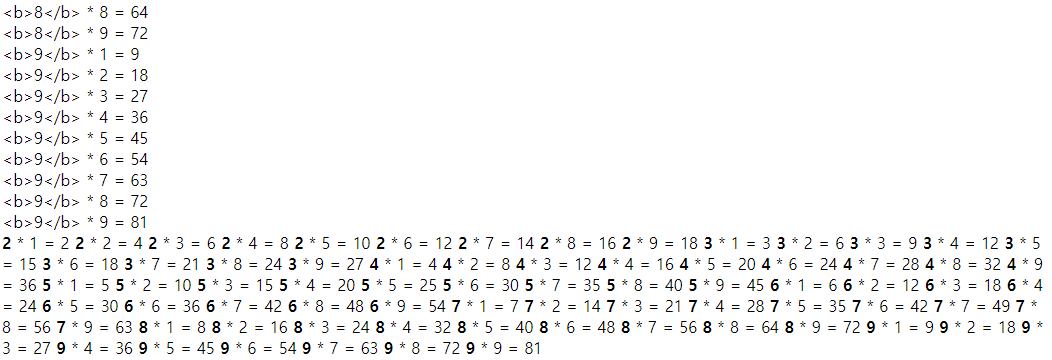 <b>8</b> * 8 = 64
<b>8</b> * 9 = 72
<b>9</b> * 1 = 9
<b>9</b> * 2 = 18
<b>9</b> * 3 = 27
<b>9</b> * 4 = 36
<b>9</b> * 5 = 45
<b>9</b> * 6 = 54
<b>9</b> * 7 = 63
<b>9</b> * 8 = 72
<b>9</b> * 9 = 81
2 * 1 = 2 2 * 2 = 4 2 * 3 = 6 2 * 4 = 8 2 * 5 = 10 2 * 6 = 12 2 * 7 = 14 2 * 8 = 16 2 * 9 = 18 3 * 1 = 3 3 * 2 = 6 3 * 3 = 9 3 * 4 = 12 3 * 5
= 15 3 * 6 = 18 3 * 7 = 21 3 * 8 = 24 3 * 9 = 27 4 * 1 = 4 4 * 2 = 8 4 * 3 = 12 4 * 4 = 16 4 * 5 = 20 4 * 6 = 24 4 * 7 = 28 4 * 8 = 32 4 * 9
= 36 5 * 1 = 5 5 * 2 = 10 5 * 3 = 15 5 * 4 = 20 5 * 5 = 25 5 * 6 = 30 5 * 7 = 35 5 * 8 = 40 5 * 9 = 45 6 * 1 = 6 6 * 2 = 12 6 * 3 = 18 6 * 4
= 24 6 * 5 = 30 6 * 6 = 36 6 * 7 = 42 6 * 8 = 48 6 * 9 = 54 7 * 1 = 7 7 * 2 = 14 7 * 3 = 21 7 * 4 = 28 7 * 5 = 35 7 * 6 = 42 7 * 7 = 49 7 *
8 = 56 7 * 9 = 63 8 * 1 = 8 8 * 2 = 16 8 * 3 = 24 8 * 4 = 32 8 * 5 = 40 8 * 6 = 48 8 * 7 = 56 8 * 8 = 64 8 * 9 = 72 9 * 1 = 9 9 * 2 = 18 9 *
3 = 27 9 * 4 = 36 9 * 5 = 45 9 * 6 = 54 9 * 7 = 63 9 * 8 = 72 9 * 9 = 81